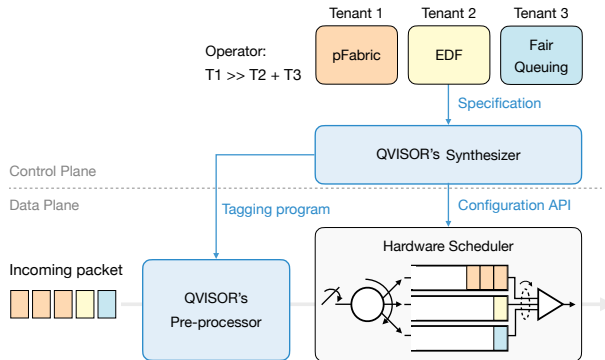 Tenant 1
Tenant 2
Tenant 3
Operator:
T1 >> T2 + T3
pFabric
EDF
Fair
Queuing
Specification
QVISOR's Synthesizer
Control Plane
Data Plane
Tagging program
Configuration API
Incoming packet
QVISOR's
Pre-processor
Hardware Scheduler